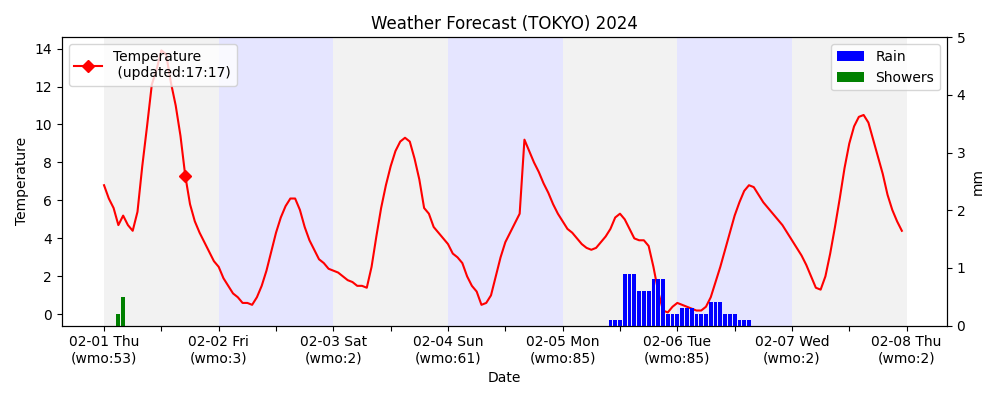 Weather Forecast (TOKYO) 2024
Temperature
(updated:17:17)
Rain
Showers
14
12
10
8
6
4
2
0
Temperature
5
4
3
2
1
0
mm
02-01 Thu
(wmo:53)
02-02 Fri
(wmo:3)
02-03 Sat
(wmo:2)
02-04 Sun
(wmo:61)
02-05 Mon
(wmo:85)
02-06 Tue
(wmo:85)
02-07 Wed
(wmo:2)
02-08 Thu
(wmo:2)
Date